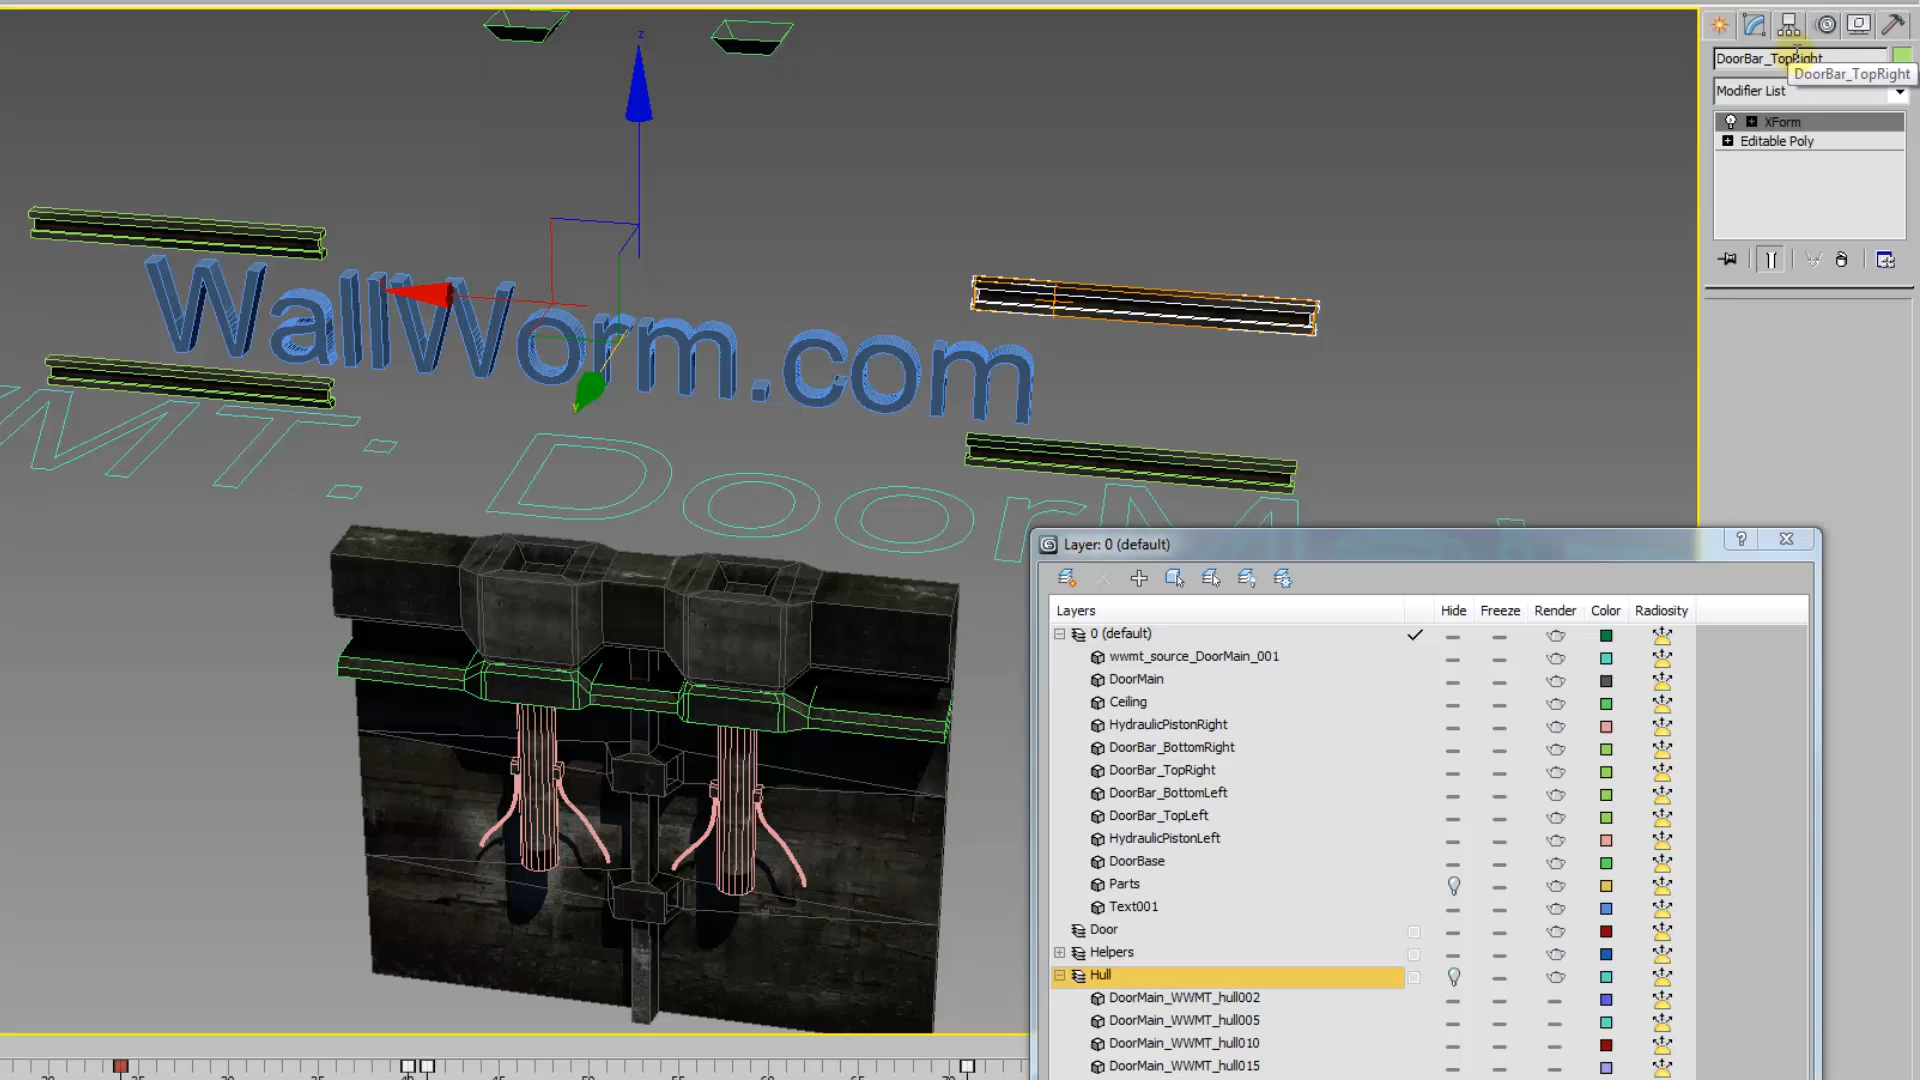 z
DoorBar_TopRight
DoorBar_TopRight
Modifier List
XForm
Editable Poly
WallWorm.com
WMT: DoorM
y
Layer: 0 (default)
Layers Hide Freeze Render Color Radiosity
0 (default)
wwmt_source_DoorMain_001
DoorMain
Ceiling
HydraulicPistonRight
DoorBar_BottomRight
DoorBar_TopRight
DoorBar_BottomLeft
DoorBar_TopLeft
HydraulicPistonLeft
DoorBase
Parts
Text001
Door
Helpers
Hull
DoorMain_WWMT_hull002
DoorMain_WWMT_hull005
DoorMain_WWMT_hull010
DoorMain_WWMT_hull015